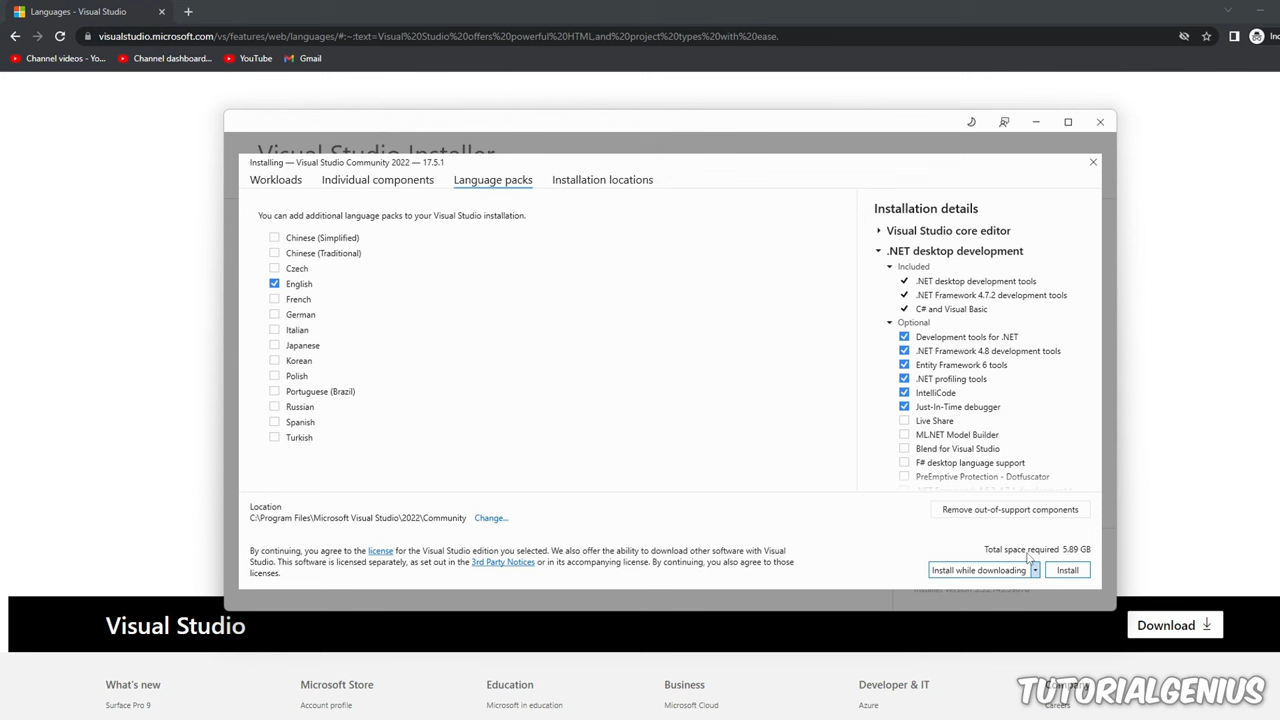 Languages - Visual Studio
visualstudio.microsoft.com/vs/features/web/languages/#:~:text=Visual%20Studio%20offers%20powerful%20HTML,and%20project%20types%20with%20ease.
Channel videos - Yo...
Channel dashboard...
YouTube
Gmail
Installing — Visual Studio Community 2022 — 17.5.1
Workloads
Individual components
Language packs
Installation locations
You can add additional language packs to your Visual Studio installation.
Chinese (Simplified)
Chinese (Traditional)
Czech
English
French
German
Italian
Japanese
Korean
Polish
Portuguese (Brazil)
Russian
Spanish
Turkish
Installation details
Visual Studio core editor
.NET desktop development
Included
.NET desktop development tools
.NET Framework 4.7.2 development tools
C# and Visual Basic
Optional
Development tools for .NET
.NET Framework 4.8 development tools
Entity Framework 6 tools
.NET profiling tools
IntelliCode
Just-In-Time debugger
Live Share
ML.NET Model Builder
Blend for Visual Studio
F# desktop language support
PreEmptive Protection - Dotfuscator
Location
C:\Program Files\Microsoft Visual Studio\2022\Community
Change...
Remove out-of-support components
By continuing, you agree to the license for the Visual Studio edition you selected. We also offer the ability to download other software with Visual
Studio. This software is licensed separately, as set out in the 3rd Party Notices or in its accompanying license. By continuing, you also agree to those
licenses.
Total space required 5.89 GB
Install while downloading
Install
Visual Studio
Download
What's new
Microsoft Store
Education
Business
Developer & IT
Surface Pro 9
Account profile
Microsoft in education
Microsoft Cloud
Azure
TUTORIALGENIUS